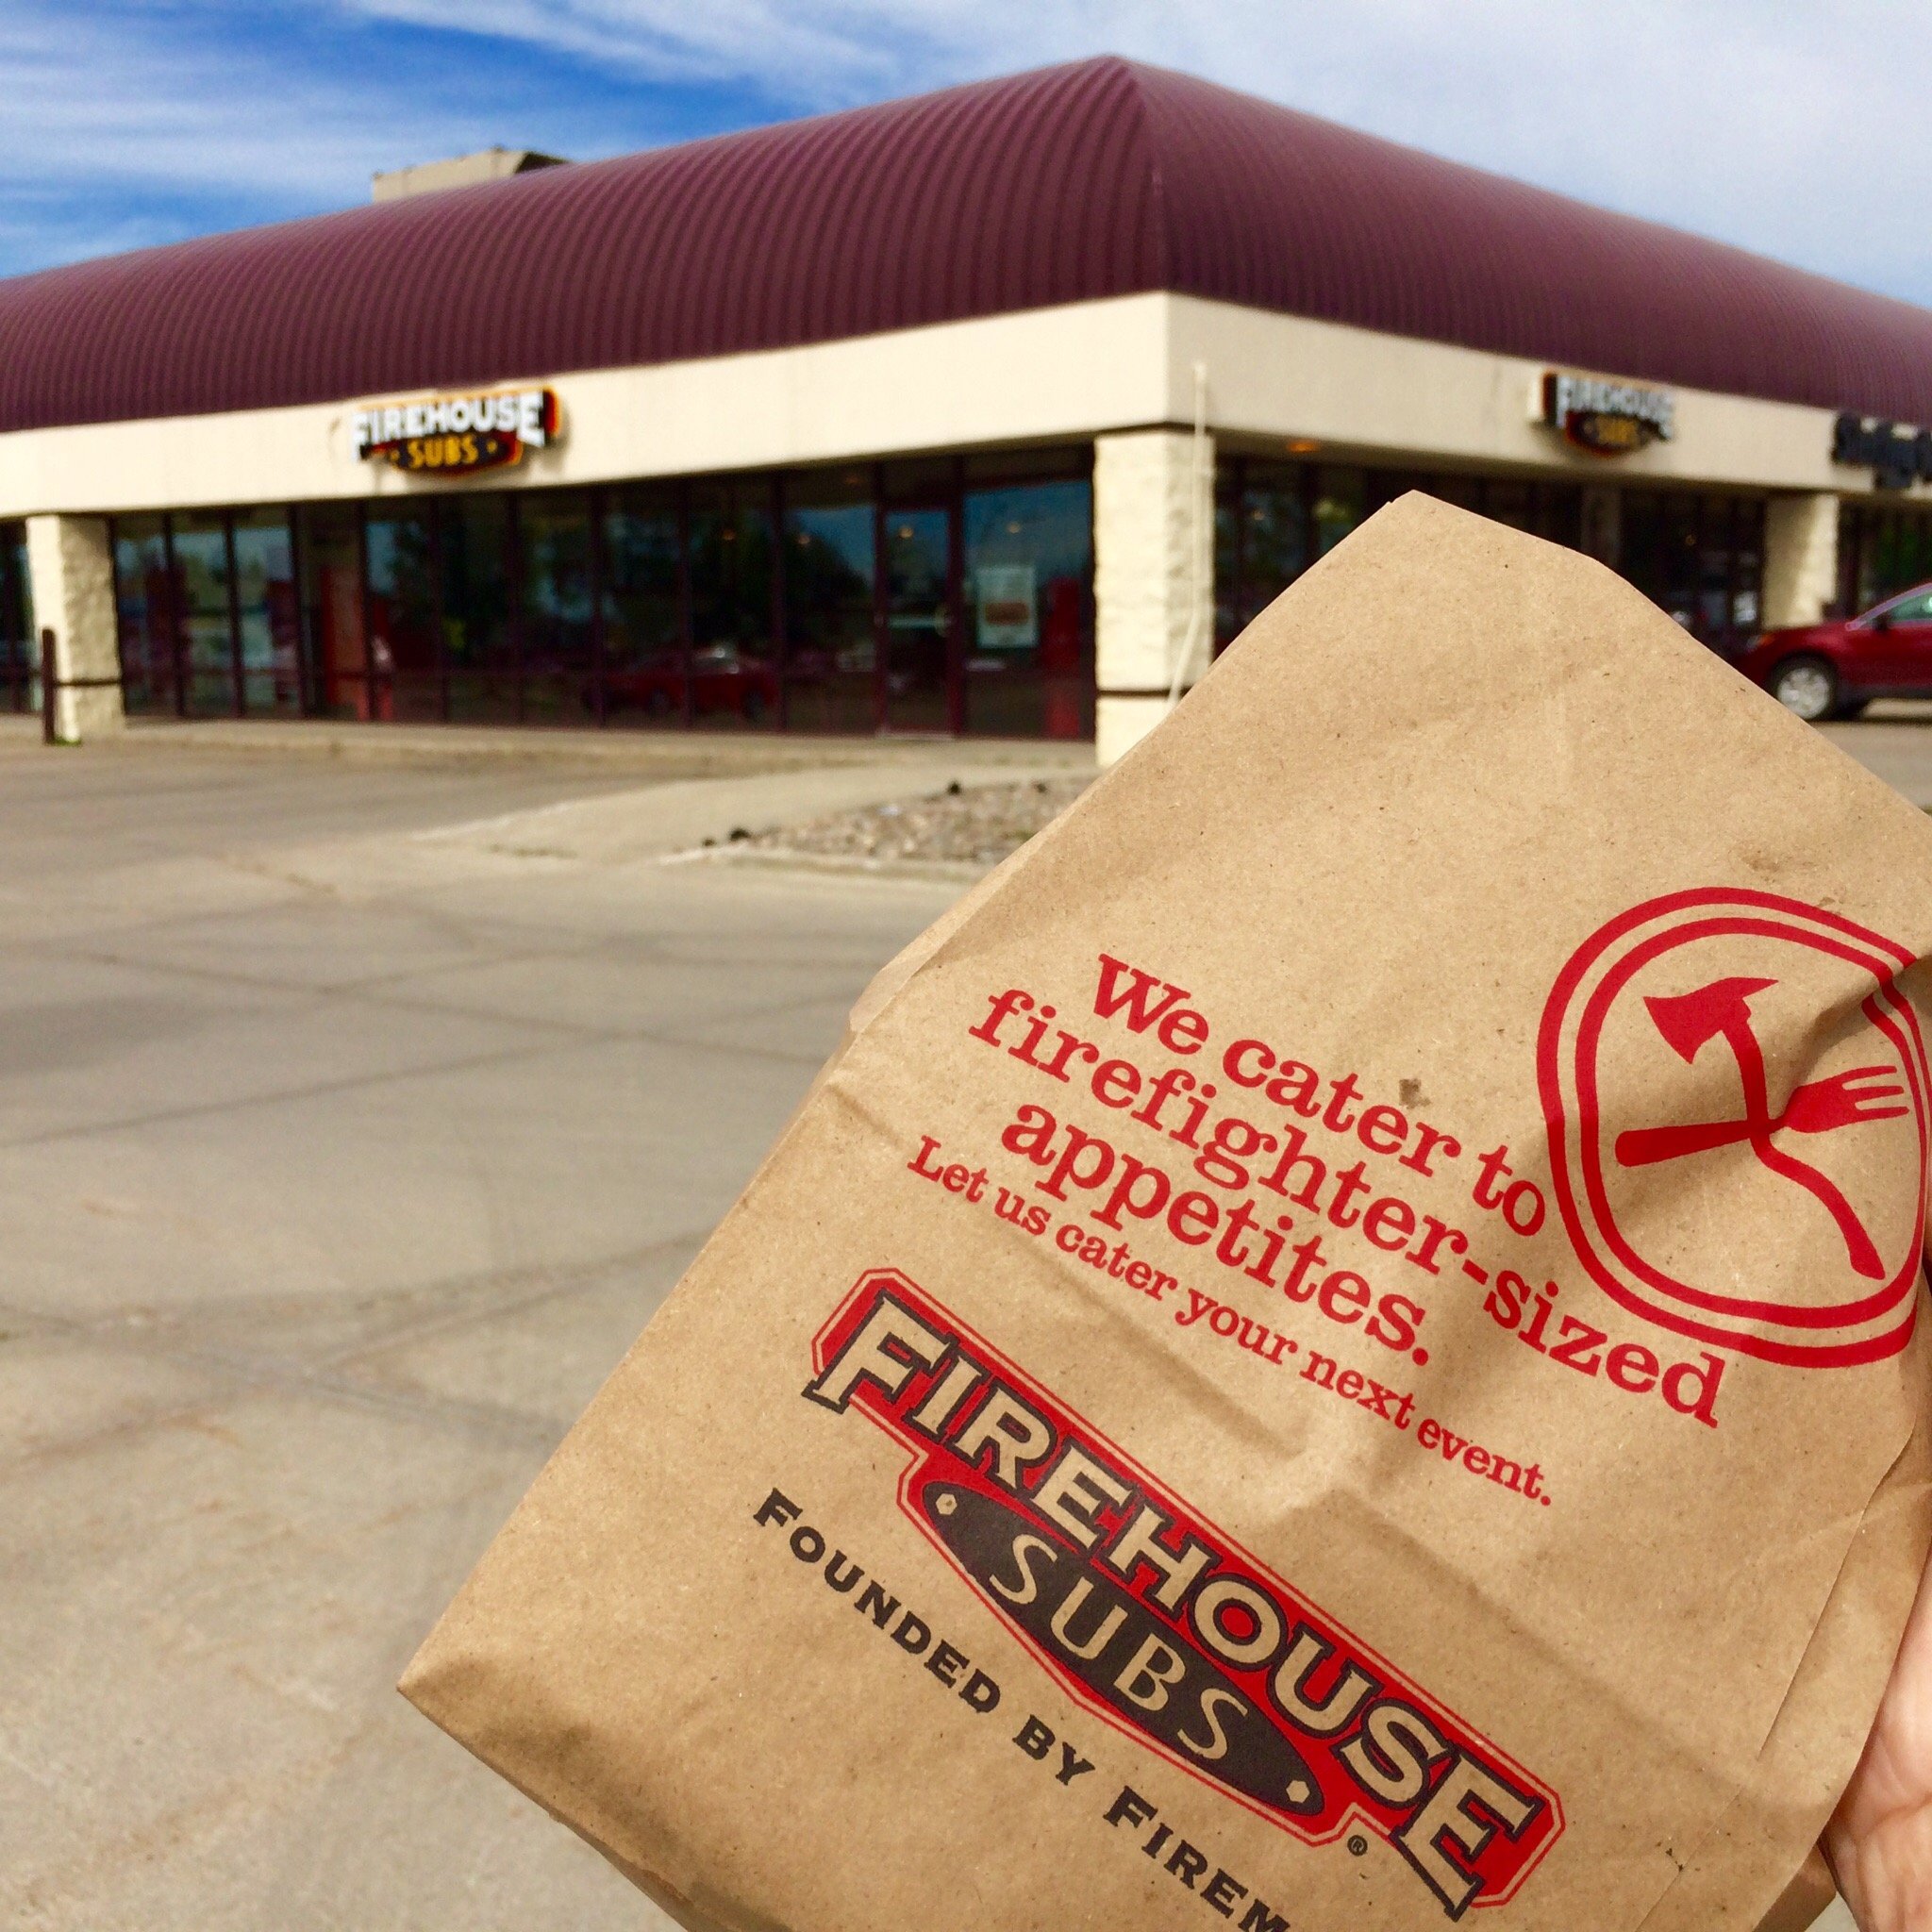 FIREHOUSE
SUBS
FIREHOUSE
SUBS
We cater to
firefighter-sized
appetites.
Let us cater your next event.
FIREHOUSE
SUBS
®
FOUNDED BY FIREM